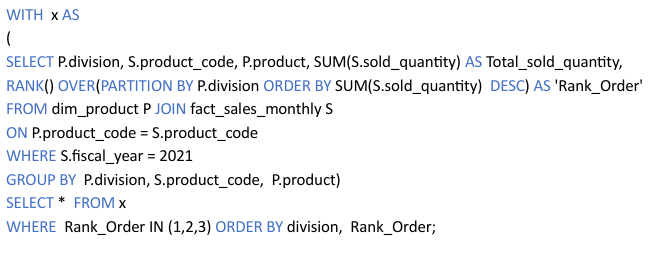 WITH x AS
(
SELECT P.division, S.product_code, P.product, SUM(S.sold_quantity) AS Total_sold_quantity,
RANK() OVER(PARTITION BY P.division ORDER BY SUM(S.sold_quantity) DESC) AS 'Rank_Order'
FROM dim_product P JOIN fact_sales_monthly S
ON P.product_code = S.product_code
WHERE S.fiscal_year = 2021
GROUP BY P.division, S.product_code, P.product)
SELECT * FROM x
WHERE Rank_Order IN (1,2,3) ORDER BY division, Rank_Order;